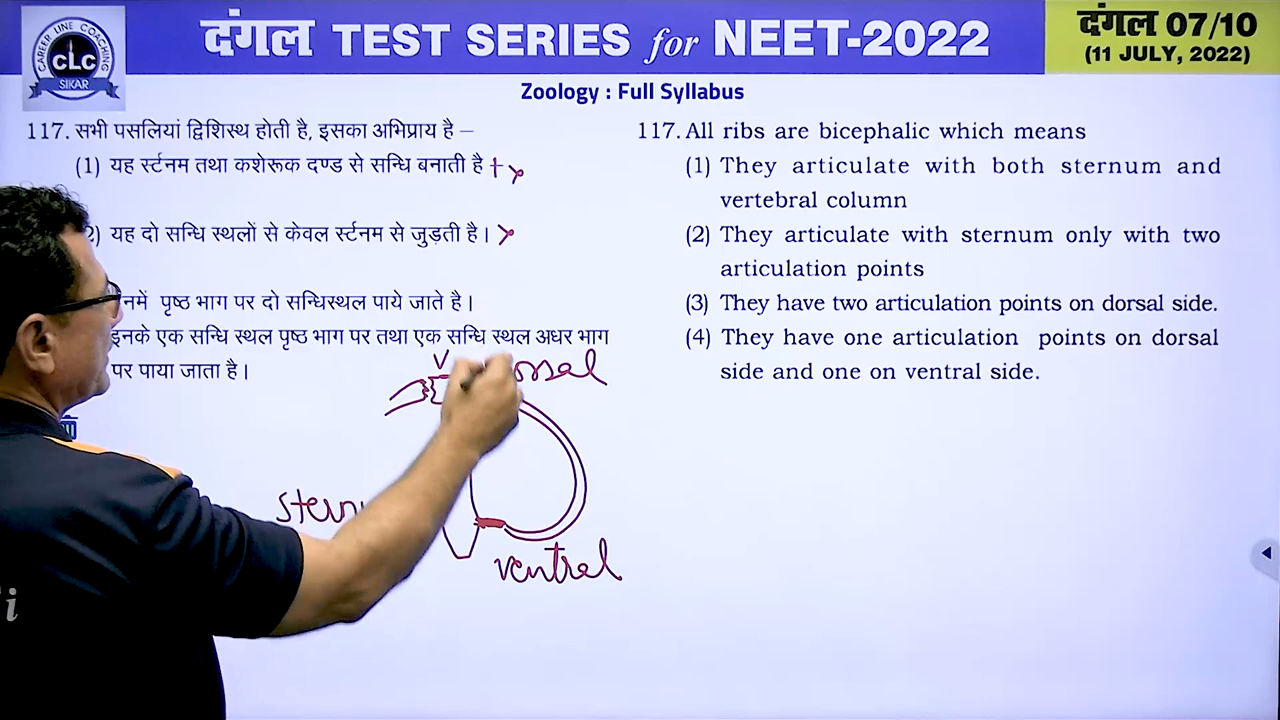 CAREER LINE COACHING
CLC
SIKAR
दंगल TEST SERIES for NEET-2022
दंगल 07/10
(11 JULY, 2022)
Zoology : Full Syllabus
117. सभी पसलियां द्विशिस्थ होती है, इसका अभिप्राय है –
(1) यह र्स्टनम तथा कशेरूक दण्ड से सन्धि बनाती है
2) यह दो सन्धि स्थलों से केवल र्स्टनम से जुड़ती है।
नमें पृष्ठ भाग पर दो सन्धिस्थल पाये जाते है।
इनके एक सन्धि स्थल पृष्ठ भाग पर तथा एक सन्धि स्थल अधर भाग
पर पाया जाता है।
V
ventral
117. All ribs are bicephalic which means
(1) They articulate with both sternum and
vertebral column
(2) They articulate with sternum only with two
articulation points
(3) They have two articulation points on dorsal side.
(4) They have one articulation points on dorsal
side and one on ventral side.